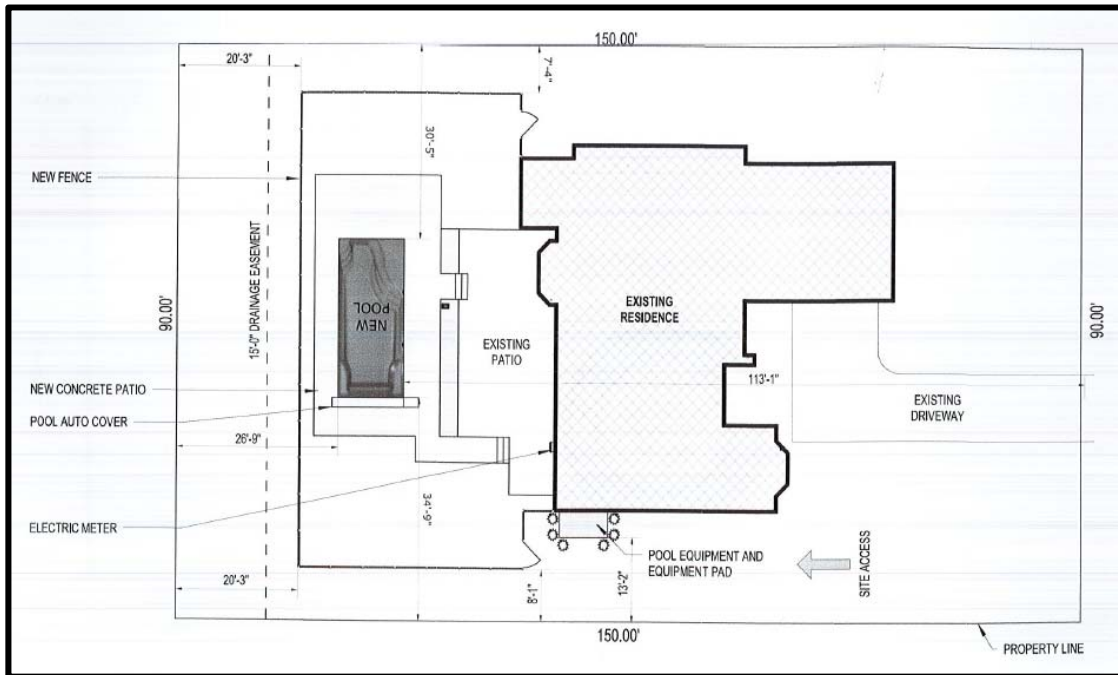 150.00'
20'-3"
7'-4"
30'-5"
NEW FENCE
15'-0" DRAINAGE EASEMENT
90.00'
NEW
POOL
EXISTING
PATIO
EXISTING
RESIDENCE
90.00'
113'-1"
EXISTING
DRIVEWAY
NEW CONCRETE PATIO
POOL AUTO COVER
26'-9"
34'-9"
ELECTRIC METER
20'-3"
8'-1"
13'-2"
POOL EQUIPMENT AND
EQUIPMENT PAD
SITE ACCESS
150.00'
PROPERTY LINE